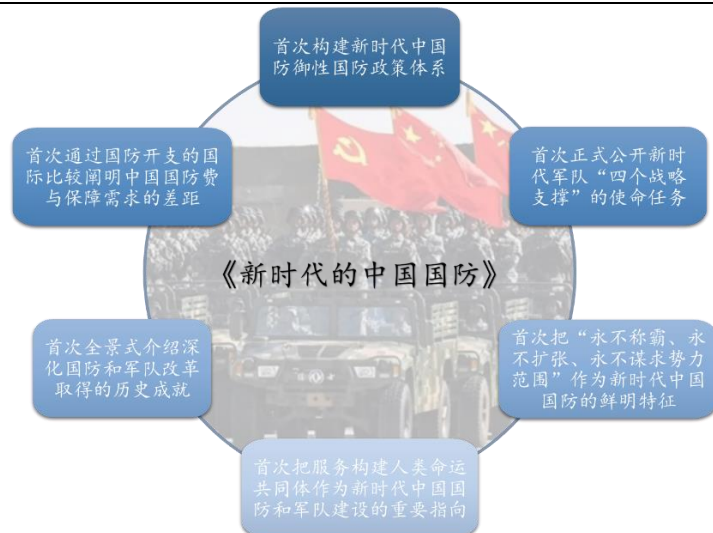 首次构建新时代中国
防御性国防政策体系
首次通过国防开支的国
际比较阐明中国国防费
与保障需求的差距
首次正式公开新时
代军队“四个战略
支撑”的使命任务
《新时代的中国国防》
首次全景式介绍深
化国防和军队改革
取得的历史成就
首次把“永不称霸、永
不扩张、永不谋求势力
范围”作为新时代中国
国防的鲜明特征
首次把服务构建人类命运
共同体作为新时代中国国
防和军队建设的重要指向